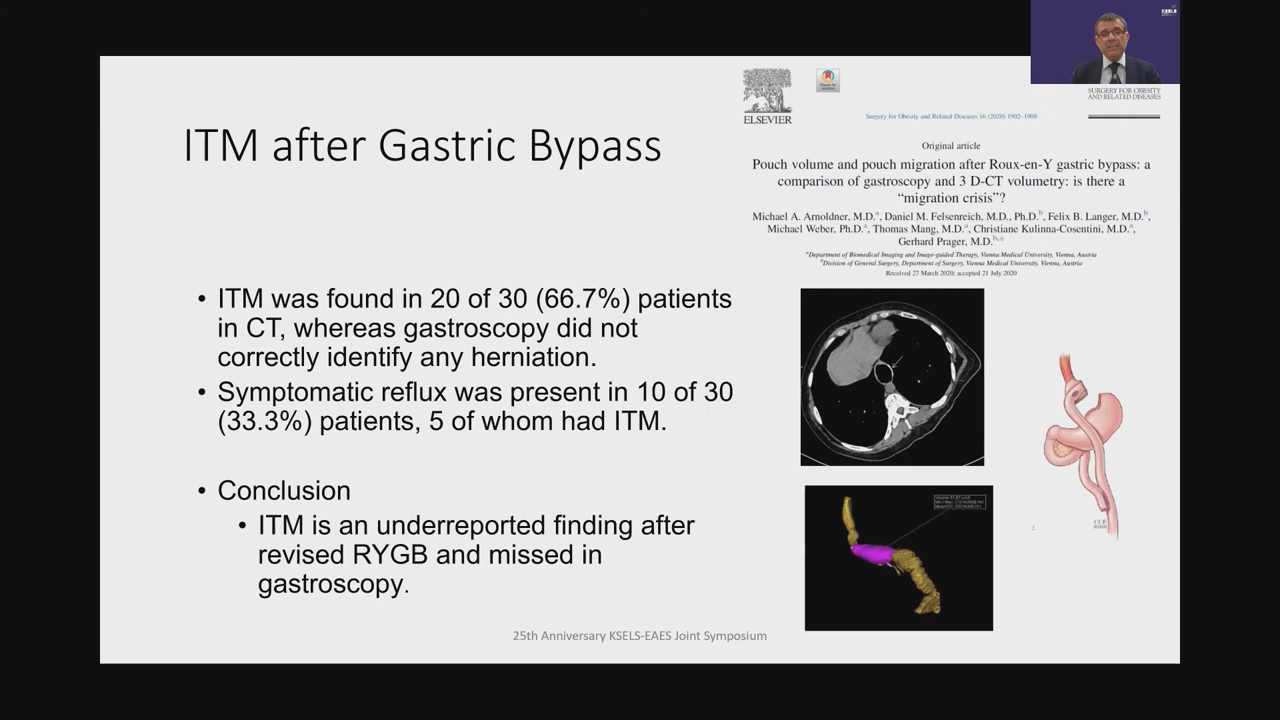 KSELS
ITM after Gastric Bypass
ELSEVIER
SURGERY FOR OBESITY
AND RELATED DISEASES
Surgery for Obesity and Related Diseases 16 (2020) 1902–1908
Original article
Pouch volume and pouch migration after Roux-en-Y gastric bypass: a
comparison of gastroscopy and 3 D-CT volumetry: is there a
“migration crisis”?
Michael A. Arnoldner, M.D.a, Daniel M. Felsenreich, M.D., Ph.D.b, Felix B. Langer, M.D.b,
Michael Weber, Ph.D.a, Thomas Mang, M.D.a, Christiane Kulinna-Cosentini, M.D.a,
Gerhard Prager, M.D.b,*
aDepartment of Biomedical Imaging and Image-guided Therapy, Vienna Medical University, Vienna, Austria
bDivision of General Surgery, Department of Surgery, Vienna Medical University, Vienna, Austria
Received 27 March 2020; accepted 21 July 2020
• ITM was found in 20 of 30 (66.7%) patients
in CT, whereas gastroscopy did not
correctly identify any herniation.
• Symptomatic reflux was present in 10 of 30
(33.3%) patients, 5 of whom had ITM.
• Conclusion
• ITM is an underreported finding after
revised RYGB and missed in
gastroscopy.
25th Anniversary KSELS-EAES Joint Symposium